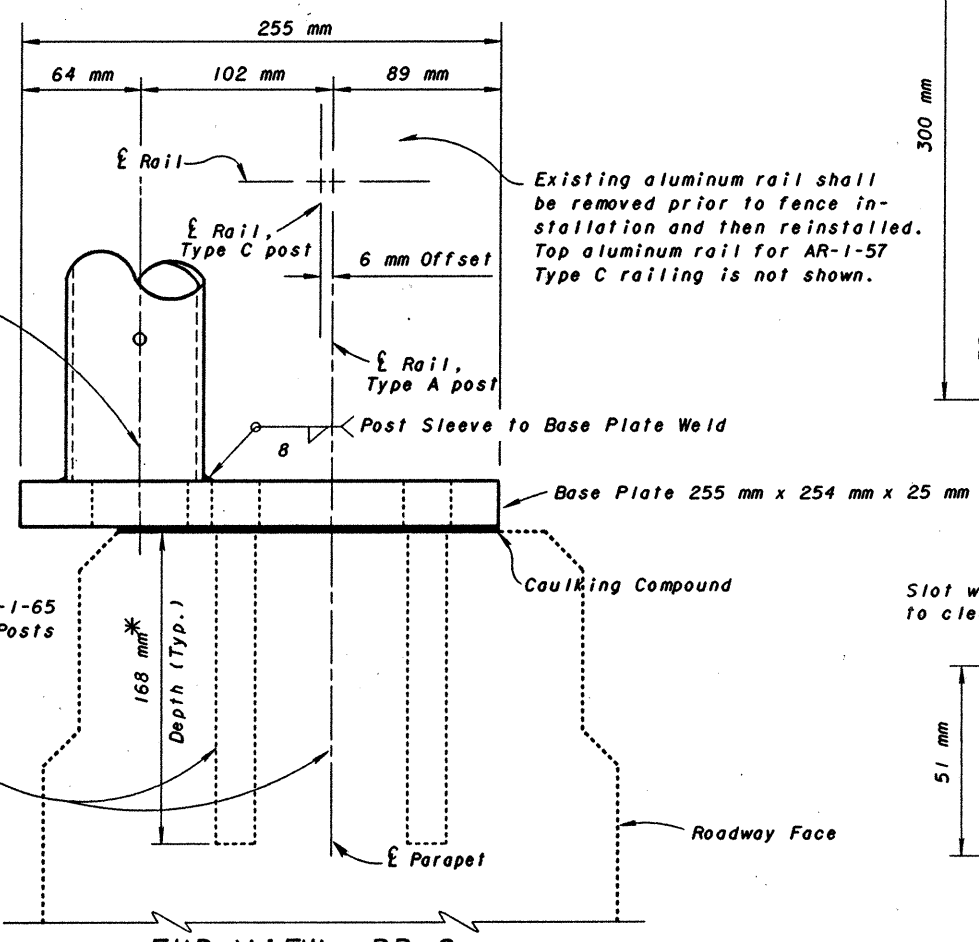 255 mm
64 mm
102 mm
89 mm
300 mm
℄ Rail
℄ Rail,
Type C post
6 mm Offset
Existing aluminum rail shall
be removed prior to fence in-
stallation and then reinstalled.
Top aluminum rail for AR-1-57
Type C railing is not shown.
℄ Rail,
Type A post
8
Post Sleeve to Base Plate Weld
Base Plate 255 mm x 254 mm x 25 mm
Caulking Compound
-1-65
Posts
168 mm*
Depth (Typ.)
Slot w
to cle
51 mm
Roadway Face
℄ Parapet